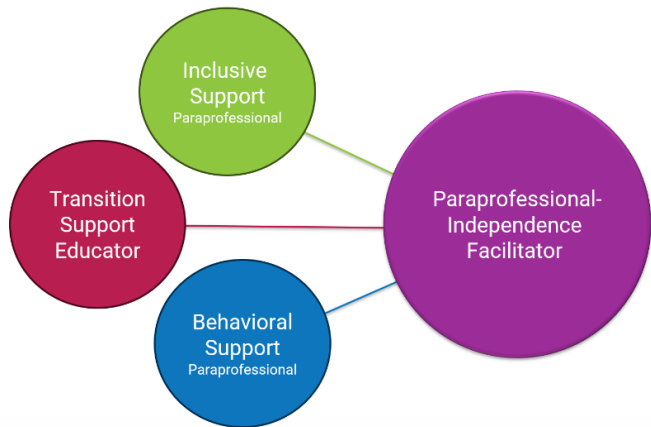 Inclusive
Support
Paraprofessional
Transition
Support
Educator
Behavioral
Support
Paraprofessional
Paraprofessional-
Independence
Facilitator